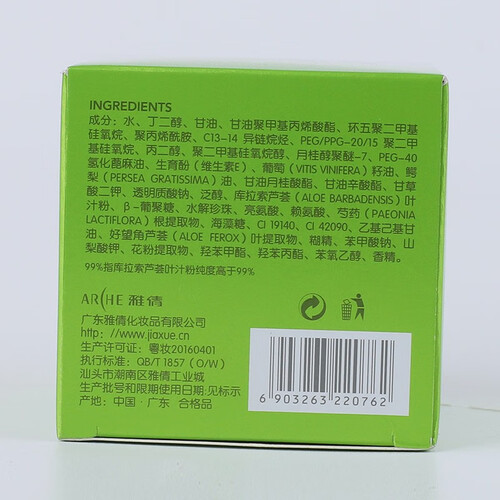 INGREDIENTS
成分：水、丁二醇、甘油、甘油聚甲基丙烯酸酯、环五聚二甲基
硅氧烷、聚丙烯酰胺、C13-14 异链烷烃、PEG/PPG-20/15 聚二甲
基硅氧烷、丙二醇、聚二甲基硅氧烷醇、月桂醇聚醚-7、PEG-40
氢化蓖麻油、生育酚（维生素E）、葡萄（VITIS VINIFERA）籽油、鳄
梨（PERSEA GRATISSIMA）油、甘油月桂酸酯、甘油辛酸酯、甘草
酸二钾、透明质酸钠、泛醇、库拉索芦荟（ALOE BARBADENSIS）叶
汁粉、β-葡聚糖、水解珍珠、亮氨酸、赖氨酸、芍药（PAEONIA
LACTIFLORA）根提取物、海藻糖、CI 19140、CI 42090、乙基己基甘
油、好望角芦荟（ALOE FEROX）叶提取物、糊精、苯甲酸钠、山
梨酸钾、花粉提取物、羟苯甲酯、羟苯丙酯、苯氧乙醇、香精。
99%指库拉索芦荟叶汁粉纯度高于99%
ARCHE 雅倩
广东雅倩化妆品有限公司
http://www.jiaxue.cn
生产许可证：粤妆20160401
执行标准：QB/T 1857（O/W）
汕头市潮南区雅倩工业城
生产批号和限期使用日期:见标示
产地：中国·广东 合格品
6 903263 220762